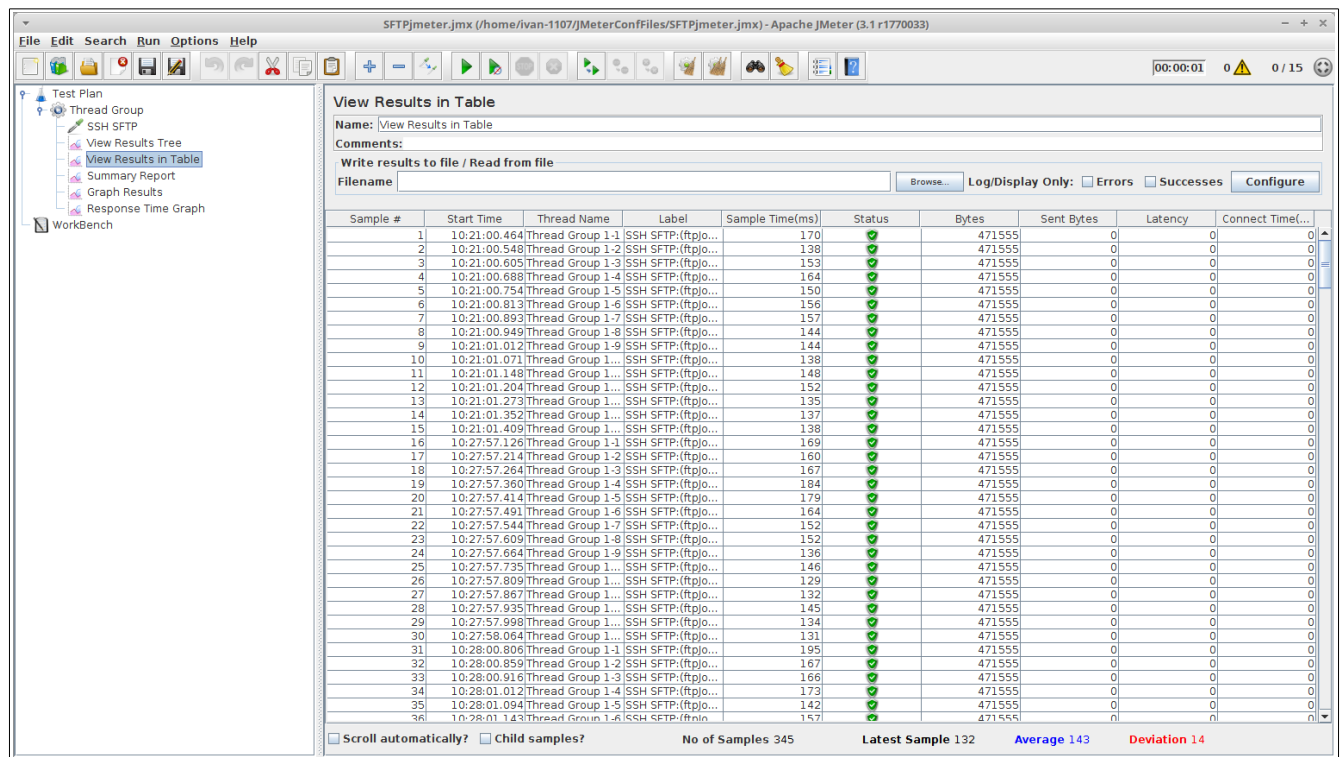 SFTPjmeter.jmx (/home/ivan-1107/JMeterConfFiles/SFTPjmeter.jmx) - Apache JMeter (3.1 r1770033)
File Edit Search Run Options Help
00:00:01 0 0 / 15
Test Plan
Thread Group
SSH SFTP
View Results Tree
View Results in Table
Summary Report
Graph Results
Response Time Graph
WorkBench
View Results in Table
Name: View Results in Table
Comments:
Write results to file / Read from file
Filename Browse... Log/Display Only: Errors Successes Configure
Sample # Start Time Thread Name Label Sample Time(ms) Status Bytes Sent Bytes Latency Connect Time(...
1 10:21:00.464 Thread Group 1-1 SSH SFTP:(ftpJo... 170 471555 0 0 0
2 10:21:00.548 Thread Group 1-2 SSH SFTP:(ftpJo... 138 471555 0 0 0
3 10:21:00.605 Thread Group 1-3 SSH SFTP:(ftpJo... 153 471555 0 0 0
4 10:21:00.688 Thread Group 1-4 SSH SFTP:(ftpJo... 164 471555 0 0 0
5 10:21:00.754 Thread Group 1-5 SSH SFTP:(ftpJo... 150 471555 0 0 0
6 10:21:00.813 Thread Group 1-6 SSH SFTP:(ftpJo... 156 471555 0 0 0
7 10:21:00.893 Thread Group 1-7 SSH SFTP:(ftpJo... 157 471555 0 0 0
8 10:21:00.949 Thread Group 1-8 SSH SFTP:(ftpJo... 144 471555 0 0 0
9 10:21:01.012 Thread Group 1-9 SSH SFTP:(ftpJo... 144 471555 0 0 0
10 10:21:01.071 Thread Group 1... SSH SFTP:(ftpJo... 138 471555 0 0 0
11 10:21:01.148 Thread Group 1... SSH SFTP:(ftpJo... 148 471555 0 0 0
12 10:21:01.204 Thread Group 1... SSH SFTP:(ftpJo... 152 471555 0 0 0
13 10:21:01.273 Thread Group 1... SSH SFTP:(ftpJo... 135 471555 0 0 0
14 10:21:01.352 Thread Group 1... SSH SFTP:(ftpJo... 137 471555 0 0 0
15 10:21:01.409 Thread Group 1... SSH SFTP:(ftpJo... 138 471555 0 0 0
16 10:27:57.126 Thread Group 1-1 SSH SFTP:(ftpJo... 169 471555 0 0 0
17 10:27:57.214 Thread Group 1-2 SSH SFTP:(ftpJo... 160 471555 0 0 0
18 10:27:57.264 Thread Group 1-3 SSH SFTP:(ftpJo... 167 471555 0 0 0
19 10:27:57.360 Thread Group 1-4 SSH SFTP:(ftpJo... 184 471555 0 0 0
20 10:27:57.414 Thread Group 1-5 SSH SFTP:(ftpJo... 179 471555 0 0 0
21 10:27:57.491 Thread Group 1-6 SSH SFTP:(ftpJo... 164 471555 0 0 0
22 10:27:57.544 Thread Group 1-7 SSH SFTP:(ftpJo... 152 471555 0 0 0
23 10:27:57.609 Thread Group 1-8 SSH SFTP:(ftpJo... 152 471555 0 0 0
24 10:27:57.664 Thread Group 1-9 SSH SFTP:(ftpJo... 136 471555 0 0 0
25 10:27:57.735 Thread Group 1... SSH SFTP:(ftpJo... 146 471555 0 0 0
26 10:27:57.809 Thread Group 1... SSH SFTP:(ftpJo... 129 471555 0 0 0
27 10:27:57.867 Thread Group 1... SSH SFTP:(ftpJo... 132 471555 0 0 0
28 10:27:57.935 Thread Group 1... SSH SFTP:(ftpJo... 145 471555 0 0 0
29 10:27:57.998 Thread Group 1... SSH SFTP:(ftpJo... 134 471555 0 0 0
30 10:27:58.064 Thread Group 1... SSH SFTP:(ftpJo... 131 471555 0 0 0
31 10:28:00.806 Thread Group 1-1 SSH SFTP:(ftpJo... 195 471555 0 0 0
32 10:28:00.859 Thread Group 1-2 SSH SFTP:(ftpJo... 167 471555 0 0 0
33 10:28:00.916 Thread Group 1-3 SSH SFTP:(ftpJo... 166 471555 0 0 0
34 10:28:01.012 Thread Group 1-4 SSH SFTP:(ftpJo... 173 471555 0 0 0
35 10:28:01.094 Thread Group 1-5 SSH SFTP:(ftpJo... 142 471555 0 0 0
36 10:28:01.143 Thread Group 1-6 SSH SFTP:(ftpJo... 157 471555 0 0 0
Scroll automatically? Child samples? No of Samples 345 Latest Sample 132 Average 143 Deviation 14